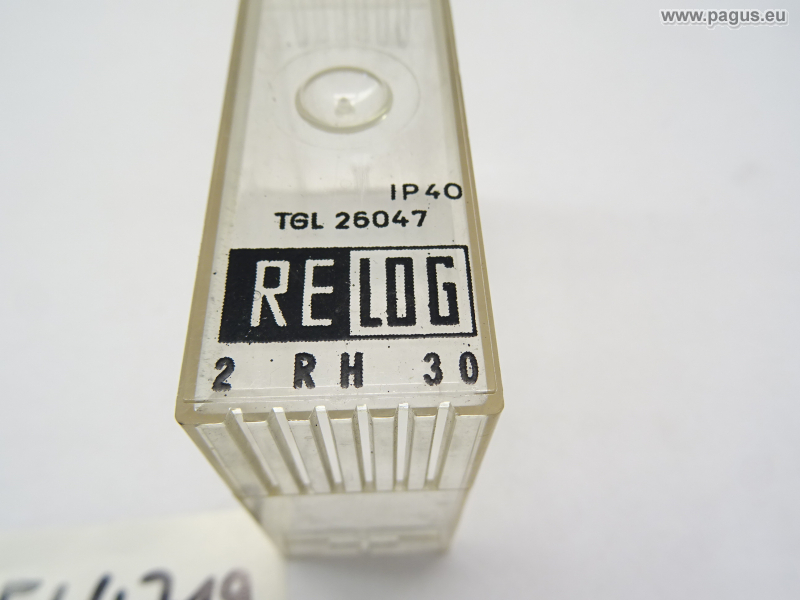 www.pagus.eu
IP40
TGL 26047
RELOG
2 RH 30